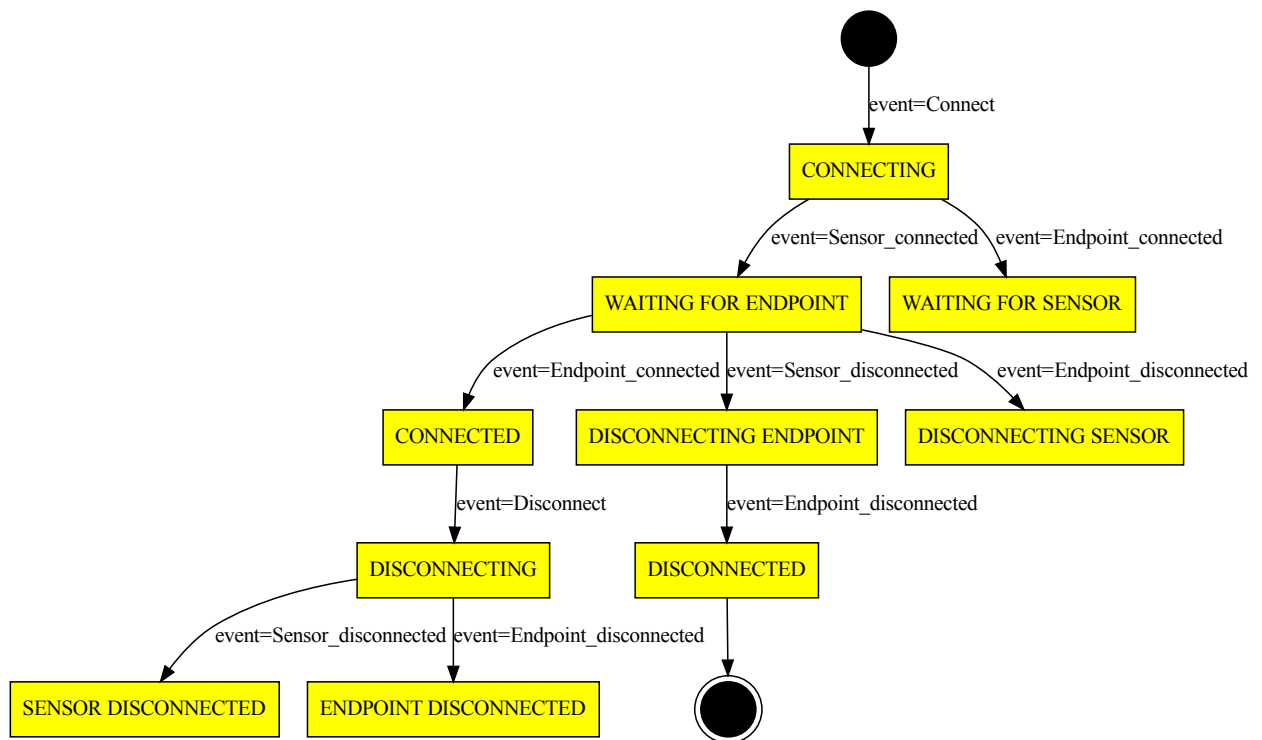 event=Connect
CONNECTING
event=Sensor_connected
event=Endpoint_connected
WAITING FOR ENDPOINT
WAITING FOR SENSOR
event=Endpoint_connected
event=Sensor_disconnected
event=Endpoint_disconnected
CONNECTED
DISCONNECTING ENDPOINT
DISCONNECTING SENSOR
event=Disconnect
event=Endpoint_disconnected
DISCONNECTING
DISCONNECTED
event=Sensor_disconnected
event=Endpoint_disconnected
SENSOR DISCONNECTED
ENDPOINT DISCONNECTED